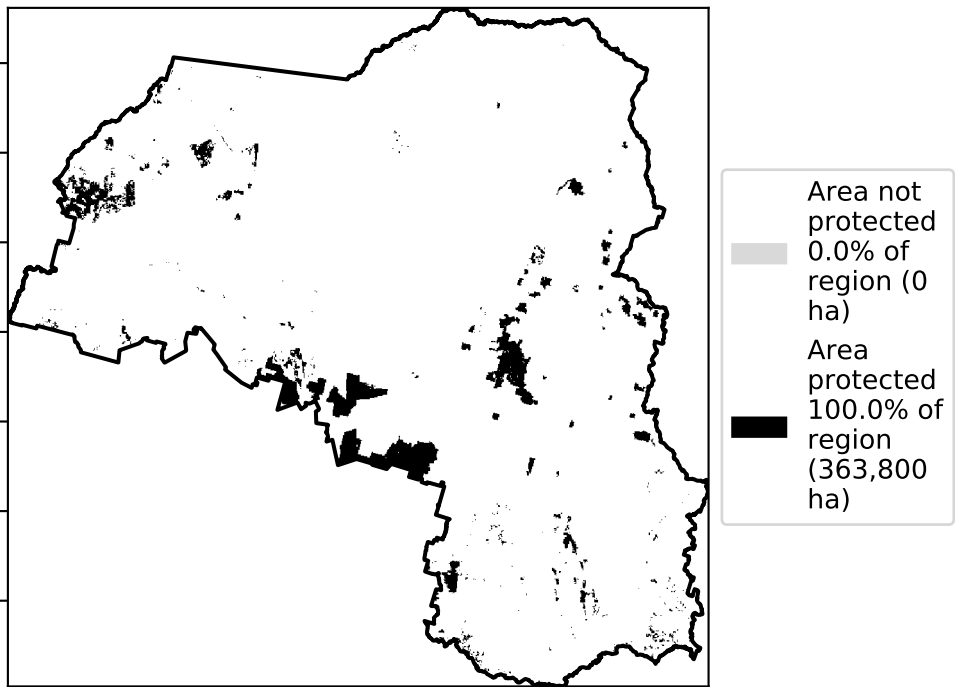 Area not
protected
0.0% of
region (0
ha)
Area
protected
100.0% of
region
(363,800
ha)